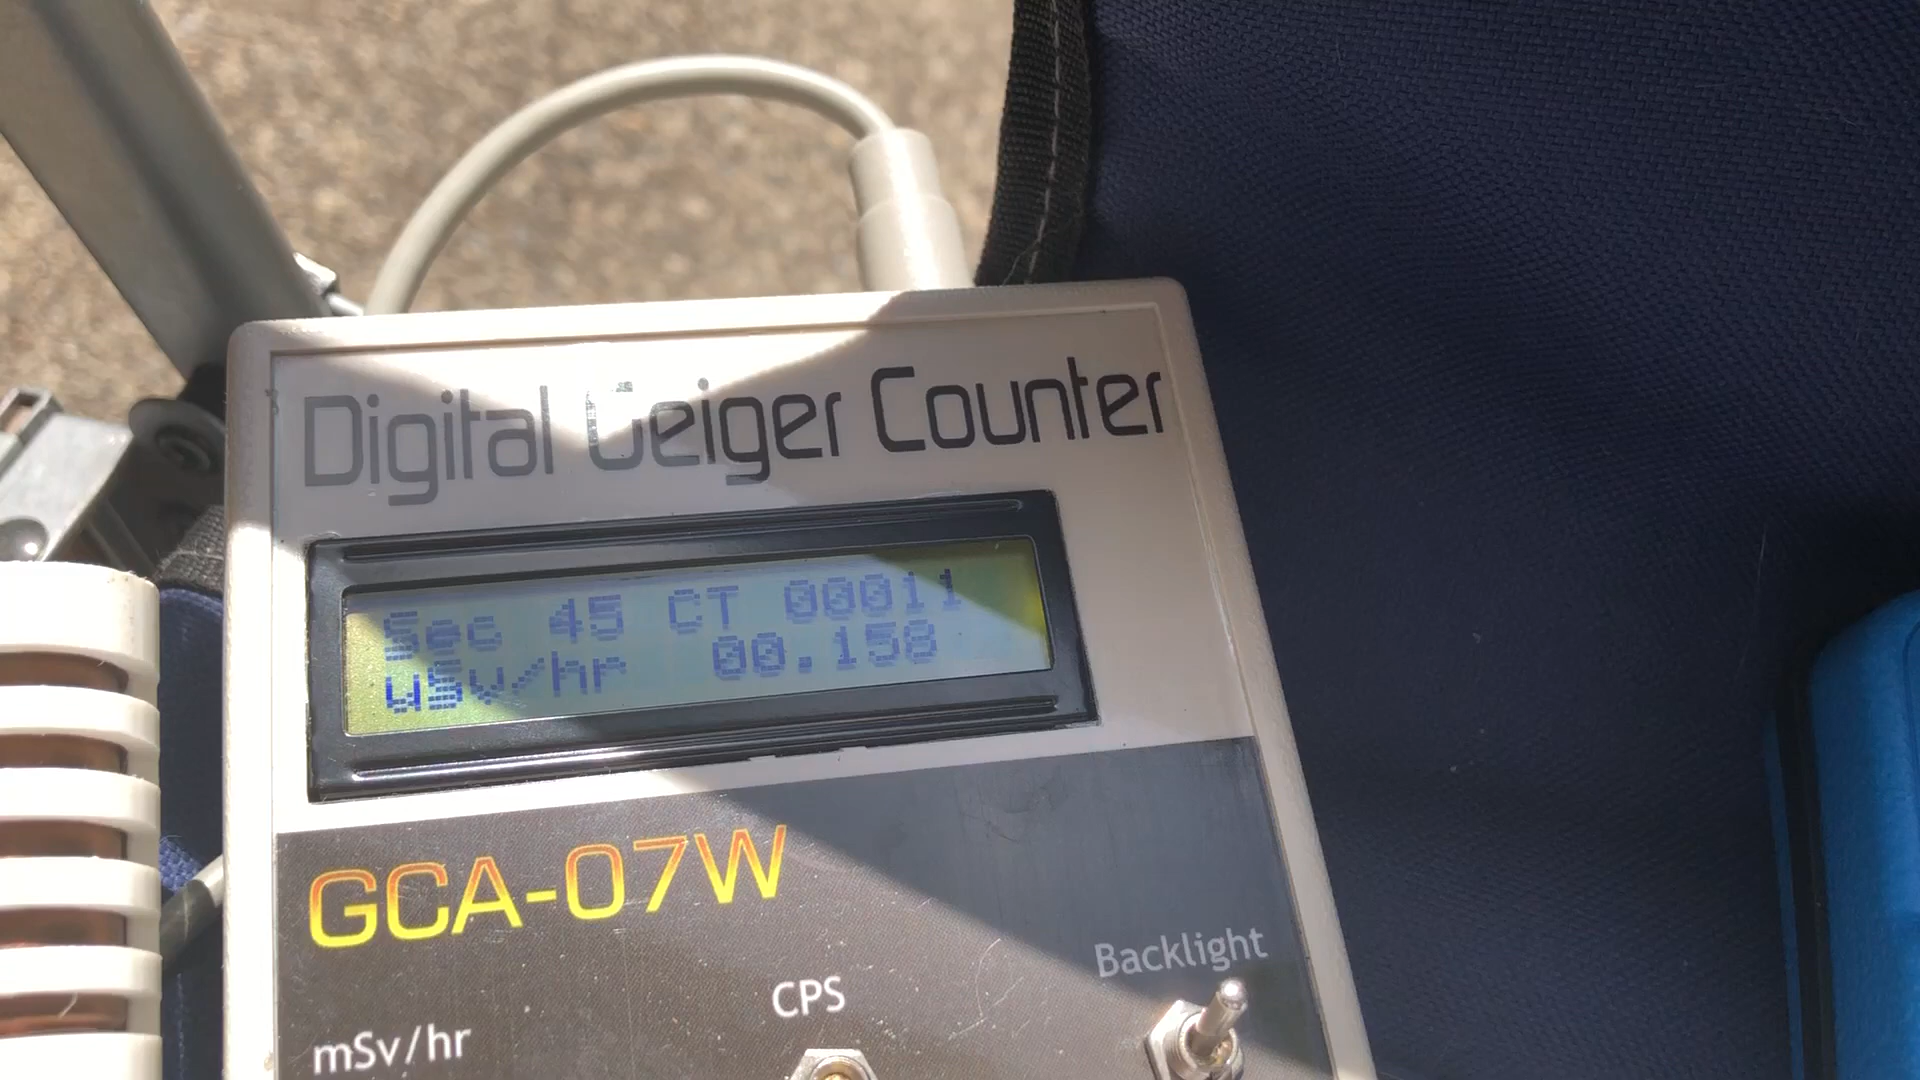 Digital Geiger Counter
Sec 45 CT 00011
uSv/hr 00.158
GCA-07W
Backlight
CPS
mSv/hr